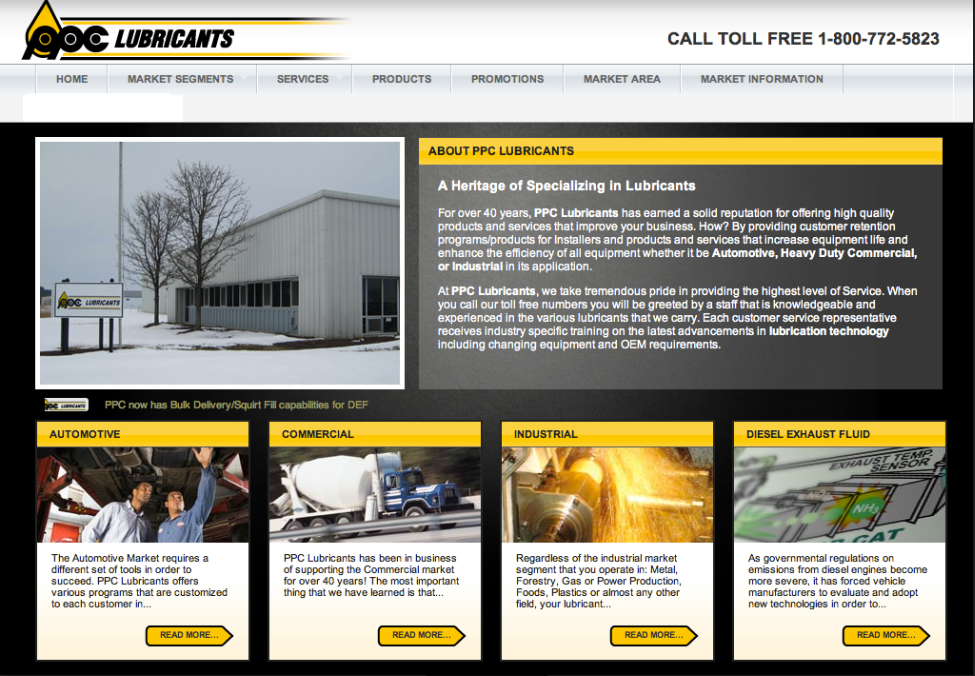 PPC LUBRICANTS
CALL TOLL FREE 1-800-772-5823
HOME MARKET SEGMENTS SERVICES PRODUCTS PROMOTIONS MARKET AREA MARKET INFORMATION
PPC LUBRICANTS
ABOUT PPC LUBRICANTS
A Heritage of Specializing in Lubricants
For over 40 years, PPC Lubricants has earned a solid reputation for offering high quality
products and services that improve your business. How? By providing customer retention
programs/products for Installers and products and services that increase equipment life and
enhance the efficiency of all equipment whether it be Automotive, Heavy Duty Commercial,
or Industrial in its application.
At PPC Lubricants, we take tremendous pride in providing the highest level of Service. When
you call our toll free numbers you will be greeted by a staff that is knowledgeable and
experienced in the various lubricants that we carry. Each customer service representative
receives industry specific training on the latest advancements in lubrication technology
including changing equipment and OEM requirements.
PPC LUBRICANTS PPC now has Bulk Delivery/Squirt Fill capabilities for DEF
AUTOMOTIVE
The Automotive Market requires a
different set of tools in order to
succeed. PPC Lubricants offers
various programs that are customized
to each customer in...
READ MORE...
COMMERCIAL
PPC Lubricants has been in business
of supporting the Commercial market
for over 40 years! The most important
thing that we have learned is that...
READ MORE...
INDUSTRIAL
Regardless of the industrial market
segment that you operate in: Metal,
Forestry, Gas or Power Production,
Foods, Plastics or almost any other
field, your lubricant...
READ MORE...
DIESEL EXHAUST FLUID
EXHAUST TEMP.
SENSOR
NH3
CAT
As governmental regulations on
emissions from diesel engines become
more severe, it has forced vehicle
manufacturers to evaluate and adopt
new technologies in order to...
READ MORE...